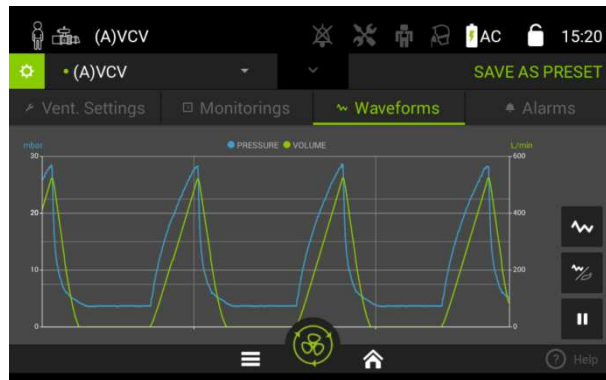 (A)VCV AC 15:20
• (A)VCV SAVE AS PRESET
Vent. Settings Monitorings Waveforms Alarms
mbar PRESSURE VOLUME L/min
30 600
20 400
10 200
0 0
? Help